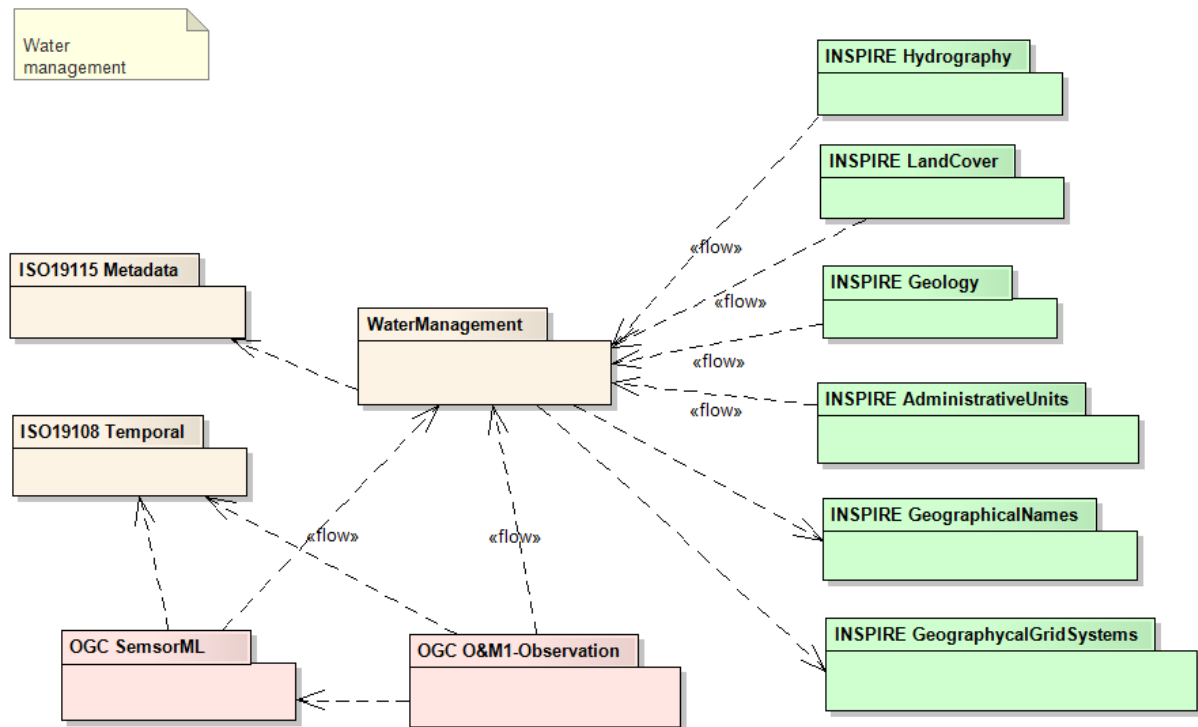 Water
management
INSPIRE Hydrography
INSPIRE LandCover
«flow»
ISO19115 Metadata
INSPIRE Geology
«flow»
WaterManagement
«flow»
INSPIRE AdministrativeUnits
«flow»
ISO19108 Temporal
INSPIRE GeographicalNames
«flow»
«flow»
OGC SemsorML
OGC O&M1-Observation
INSPIRE GeographycalGridSystems